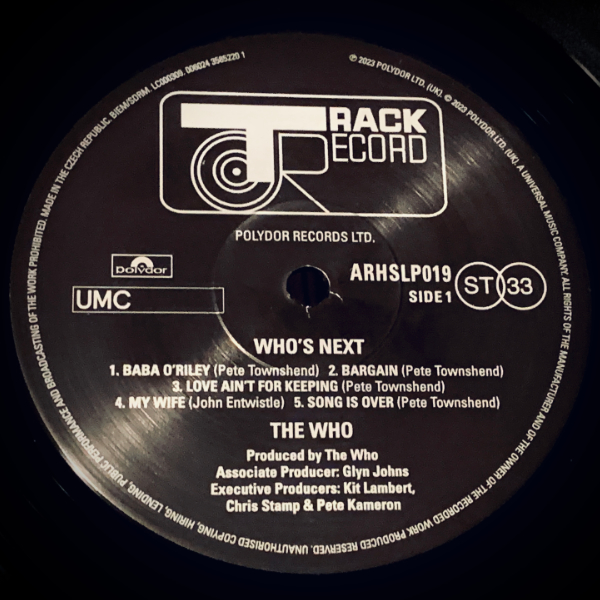 TRACK
RECORD
POLYDOR RECORDS LTD.
polydor
UMC
ARHSLP019
SIDE 1
ST 33
WHO'S NEXT
1. BABA O'RILEY (Pete Townshend) 2. BARGAIN (Pete Townshend)
3. LOVE AIN'T FOR KEEPING (Pete Townshend)
4. MY WIFE (John Entwistle) 5. SONG IS OVER (Pete Townshend)
THE WHO
Produced by The Who
Associate Producer: Glyn Johns
Executive Producers: Kit Lambert,
Chris Stamp & Pete Kameron
℗ 2023 POLYDOR LTD. (UK). © 2023 POLYDOR LTD. (UK). A UNIVERSAL MUSIC COMPANY. ALL RIGHTS OF THE MANUFACTURER AND OF THE OWNER OF THE RECORDED WORK PRODUCED RESERVED. UNAUTHORISED COPYING, HIRING, LENDING, PUBLIC PERFORMANCE AND BROADCASTING OF THE WORK PROHIBITED. MADE IN THE CZECH REPUBLIC. BIEM/SDRM. LC000309. 006024 3585220 1